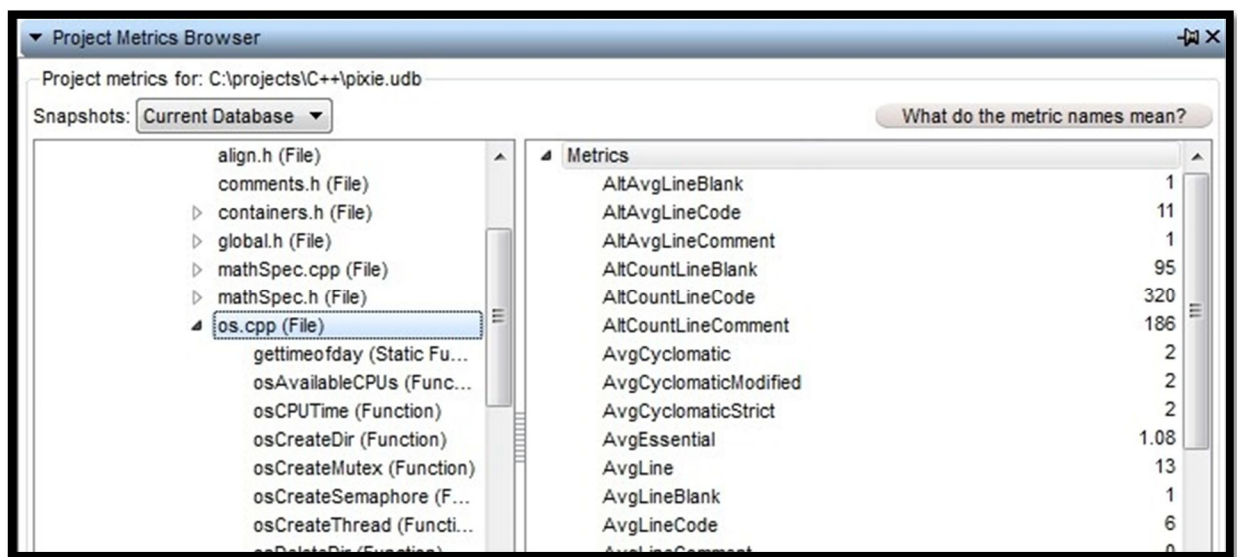 Project Metrics Browser
Project metrics for: C:\projects\C++\pixie.udb
Snapshots: Current Database
What do the metric names mean?
align.h (File)
comments.h (File)
containers.h (File)
global.h (File)
mathSpec.cpp (File)
mathSpec.h (File)
os.cpp (File)
gettimeofday (Static Fu...
osAvailableCPUs (Func...
osCPUTime (Function)
osCreateDir (Function)
osCreateMutex (Function)
osCreateSemaphore (F...
osCreateThread (Functi...
osDeleteDir (Function)
Metrics
AltAvgLineBlank 1
AltAvgLineCode 11
AltAvgLineComment 1
AltCountLineBlank 95
AltCountLineCode 320
AltCountLineComment 186
AvgCyclomatic 2
AvgCyclomaticModified 2
AvgCyclomaticStrict 2
AvgEssential 1.08
AvgLine 13
AvgLineBlank 1
AvgLineCode 6
AvgLineComment 0